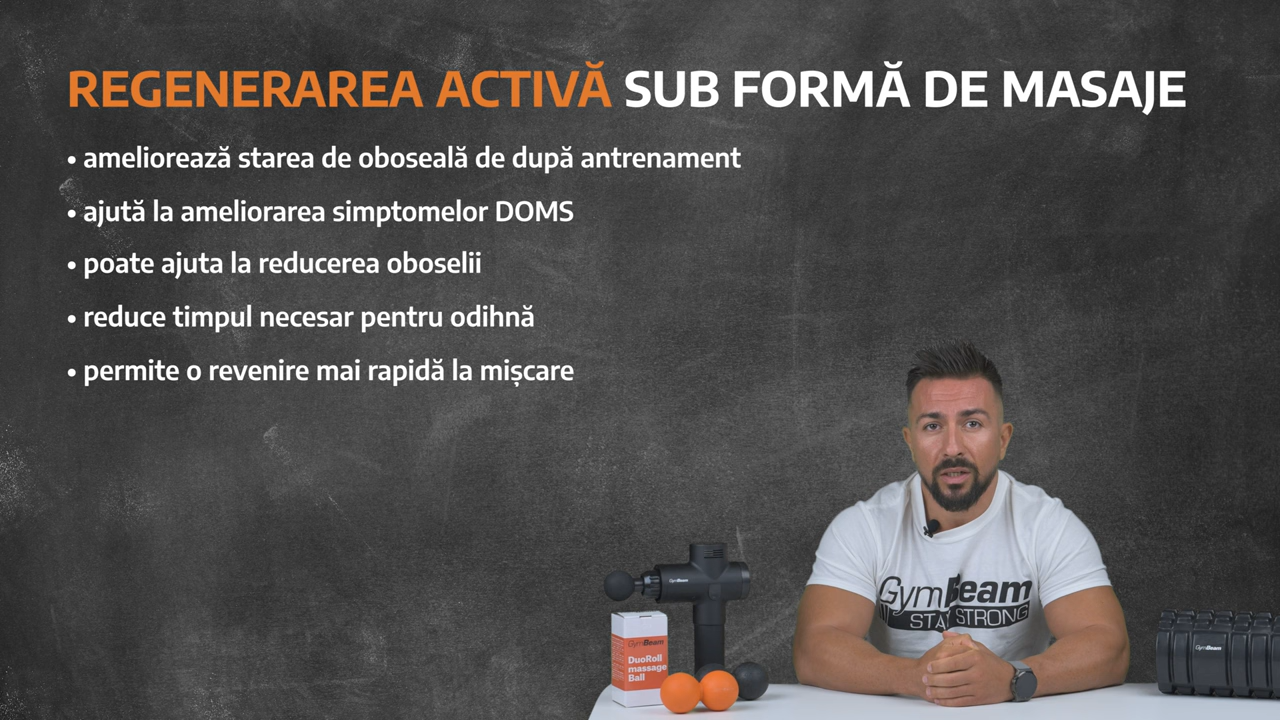 REGENERAREA ACTIVĂ SUB FORMĂ DE MASAJE
• ameliorează starea de oboseală de după antrenament
• ajută la ameliorarea simptomelor DOMS
• poate ajuta la reducerea oboselii
• reduce timpul necesar pentru odihnă
• permite o revenire mai rapidă la mișcare
GymBeam
GymBeam
DuoRoll
massage
Ball
GymBeam
STAY STRONG
GymBeam